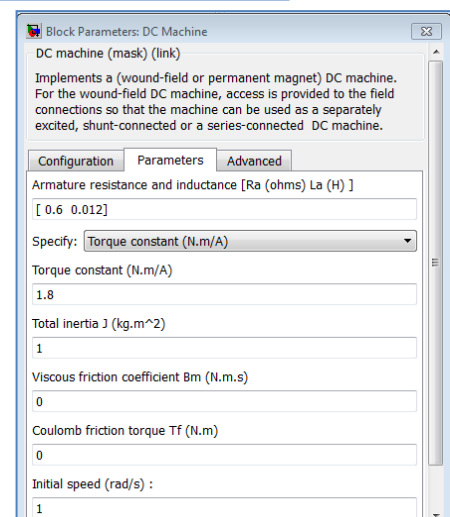 Block Parameters: DC Machine
DC machine (mask) (link)
Implements a (wound-field or permanent magnet) DC machine.
For the wound-field DC machine, access is provided to the field
connections so that the machine can be used as a separately
excited, shunt-connected or a series-connected DC machine.
Configuration Parameters Advanced
Armature resistance and inductance [Ra (ohms) La (H) ]
[ 0.6 0.012]
Specify: Torque constant (N.m/A)
Torque constant (N.m/A)
1.8
Total inertia J (kg.m^2)
1
Viscous friction coefficient Bm (N.m.s)
0
Coulomb friction torque Tf (N.m)
0
Initial speed (rad/s) :
1